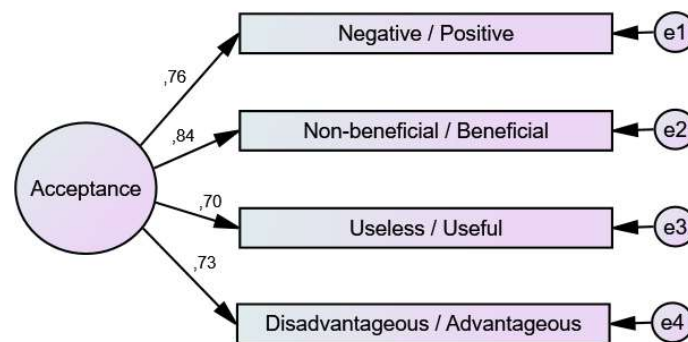 Negative / Positive
e1
,76
Non-beneficial / Beneficial
e2
,84
Acceptance
,70
Useless / Useful
e3
,73
Disadvantageous / Advantageous
e4